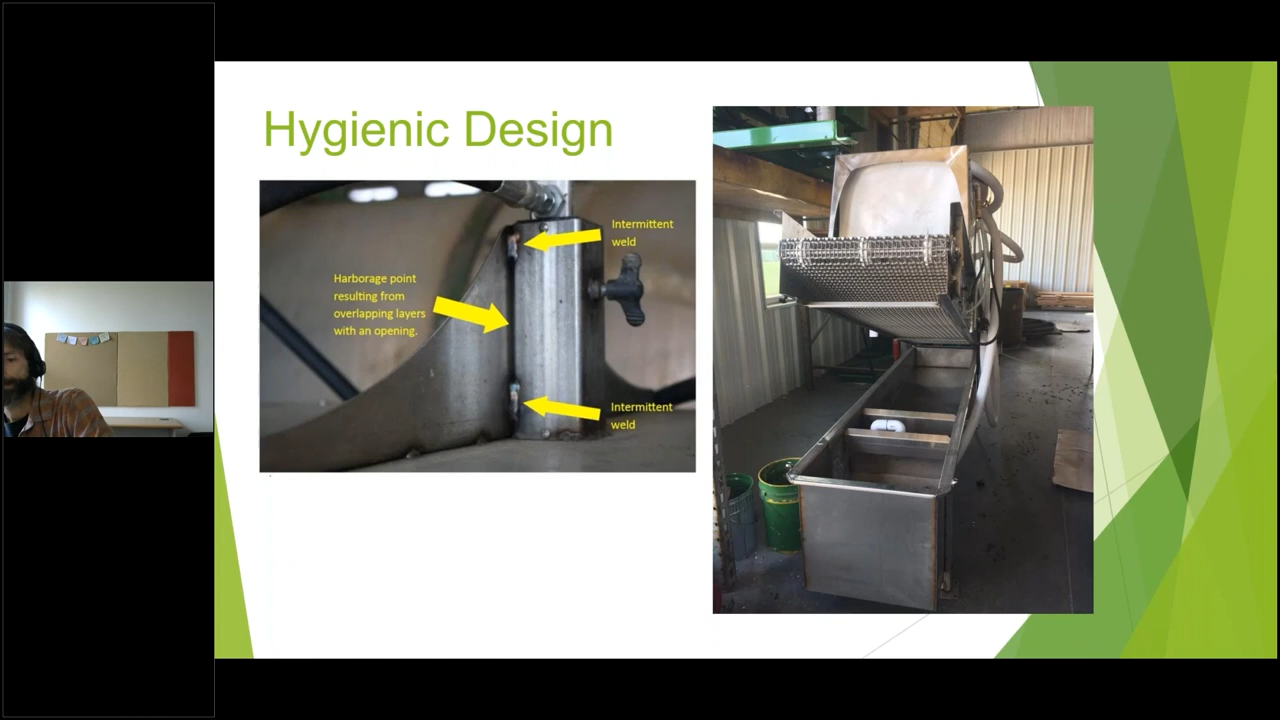 Hygienic Design
Intermittent
weld
Harborage point
resulting from
overlapping layers
with an opening.
Intermittent
weld